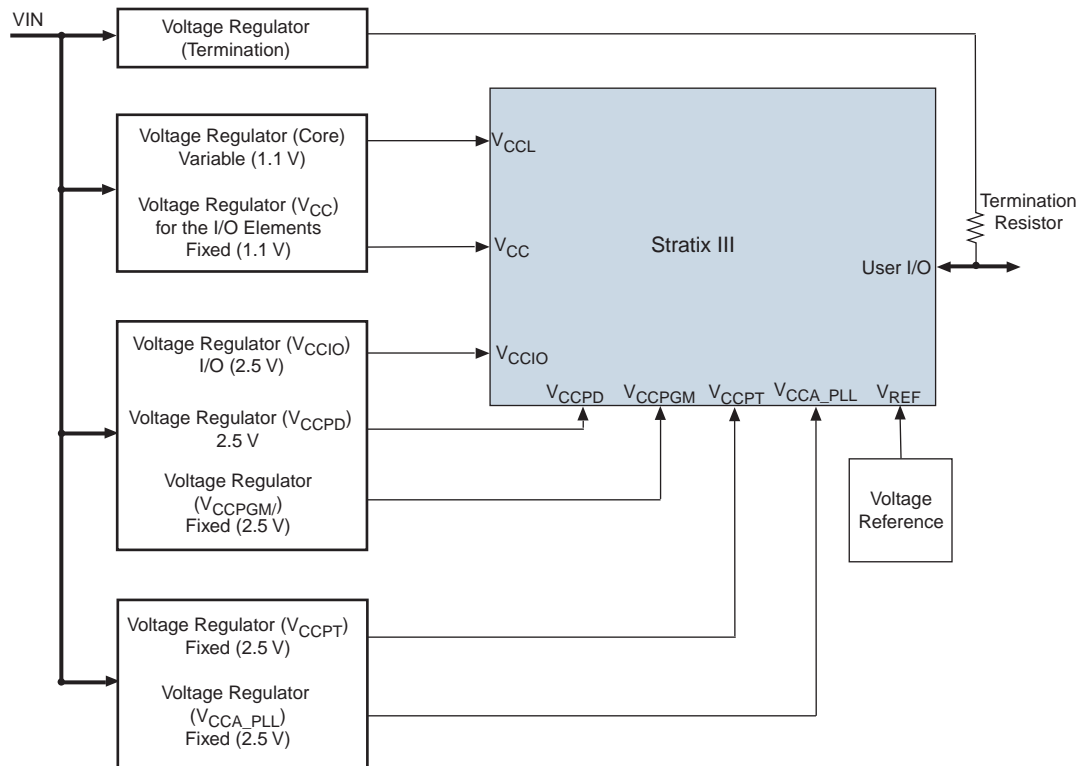 VIN
Voltage Regulator
(Termination)
Voltage Regulator (Core)
Variable (1.1 V)
Voltage Regulator (VCC)
for the I/O Elements
Fixed (1.1 V)
Voltage Regulator (VCCIO)
I/O (2.5 V)
Voltage Regulator (VCCPD)
2.5 V
Voltage Regulator
(VCCPGM/)
Fixed (2.5 V)
Voltage Regulator (VCCPT)
Fixed (2.5 V)
Voltage Regulator
(VCCA_PLL)
Fixed (2.5 V)
VCCL
VCC
VCCIO
Stratix III
User I/O
VCCPD VCCPGM VCCPT VCCA_PLL VREF
Termination
Resistor
Voltage
Reference